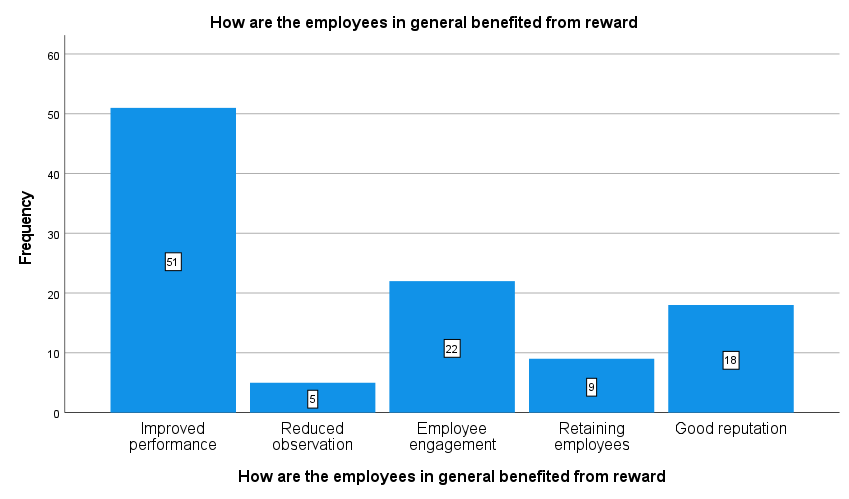 How are the employees in general benefited from reward
60
50
40
30
20
10
0
Frequency
51
5
22
9
18
Improved
performance
Reduced
observation
Employee
engagement
Retaining
employees
Good reputation
How are the employees in general benefited from reward